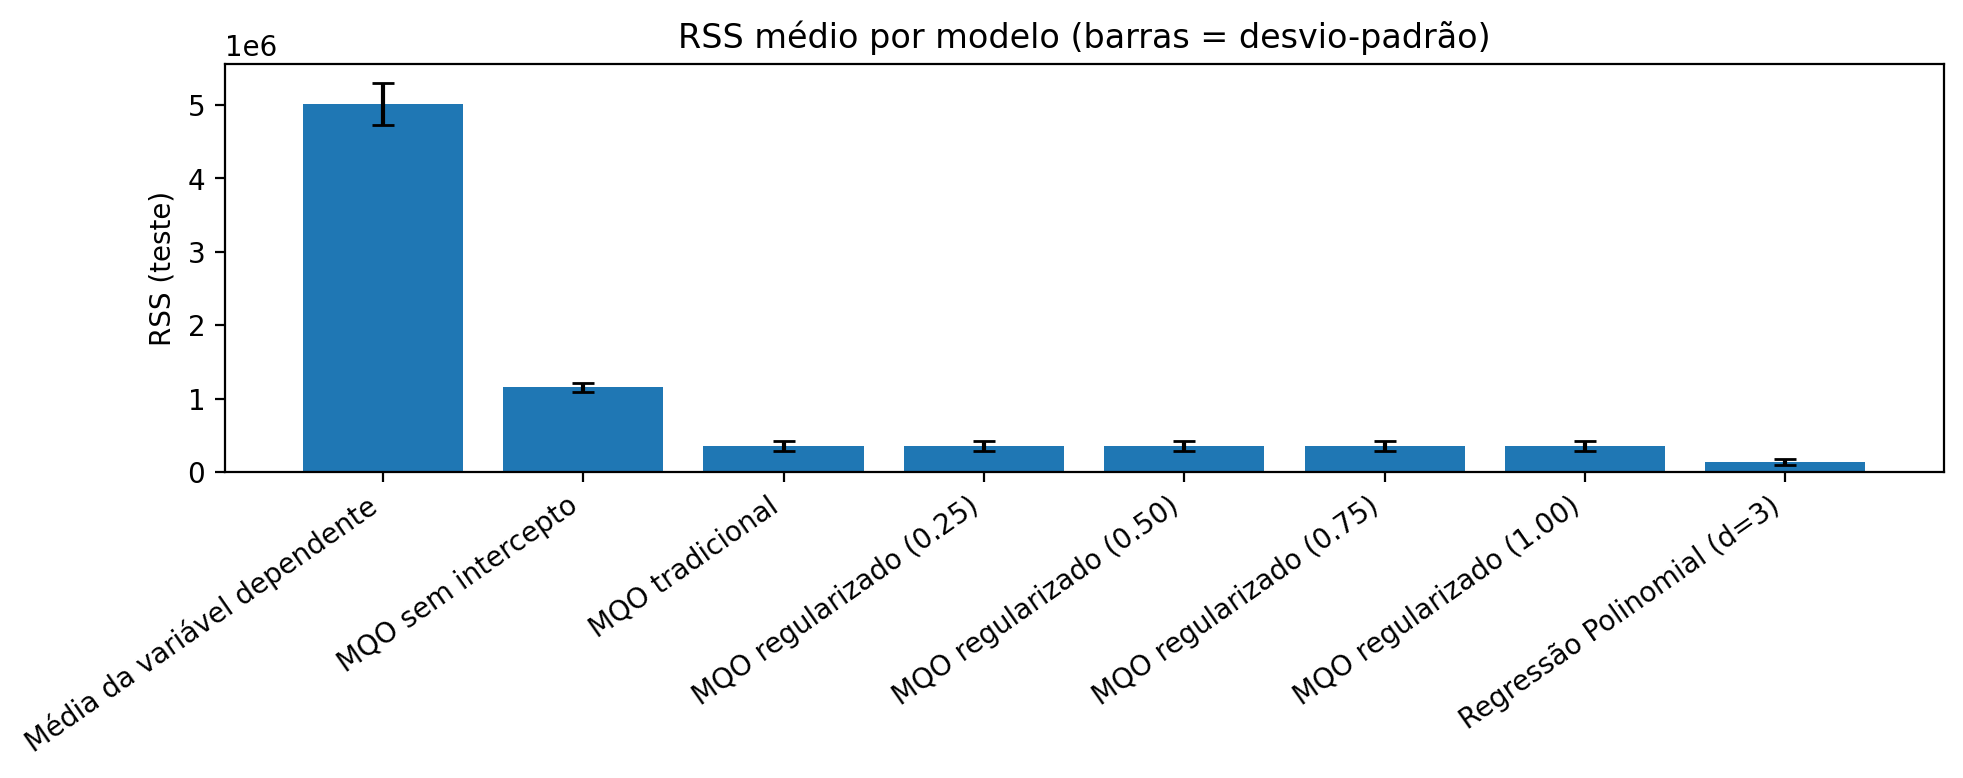 RSS médio por modelo (barras = desvio-padrão)
1e6
RSS (teste)
5
4
3
2
1
0
Média da variável dependente
MQO sem intercepto
MQO tradicional
MQO regularizado (0.25)
MQO regularizado (0.50)
MQO regularizado (0.75)
MQO regularizado (1.00)
Regressão Polinomial (d=3)